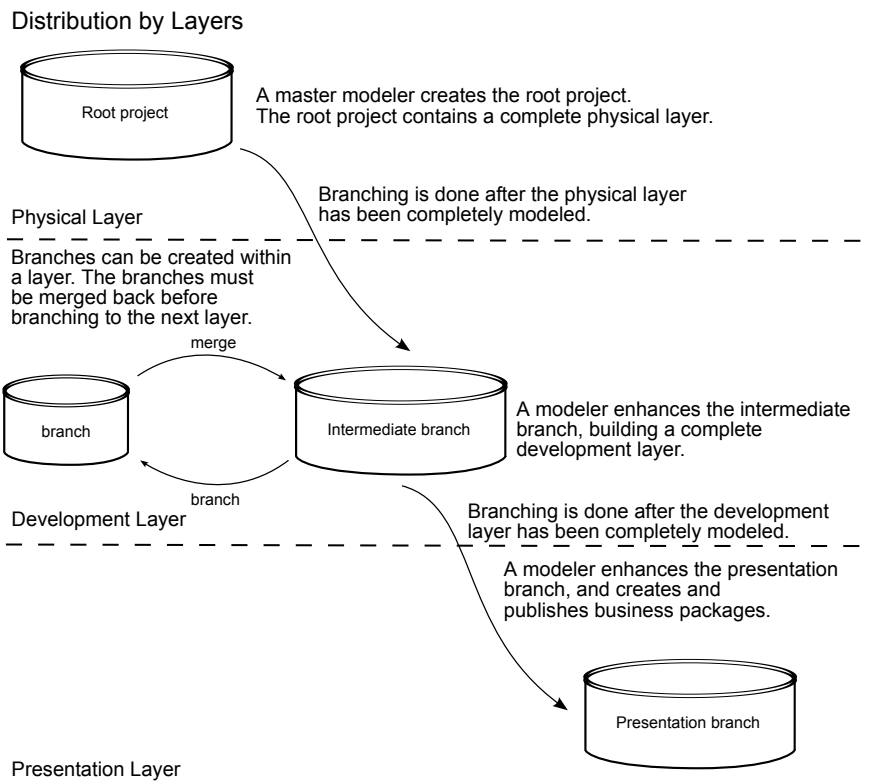 Distribution by Layers
Root project
A master modeler creates the root project.
The root project contains a complete physical layer.
Branching is done after the physical layer
has been completely modeled.
Physical Layer
Branches can be created within
a layer. The branches must
be merged back before
branching to the next layer.
merge
branch
Intermediate branch
A modeler enhances the intermediate
branch, building a complete
development layer.
branch
Development Layer
Branching is done after the development
layer has been completely modeled.
A modeler enhances the presentation
branch, and creates and
publishes business packages.
Presentation branch
Presentation Layer